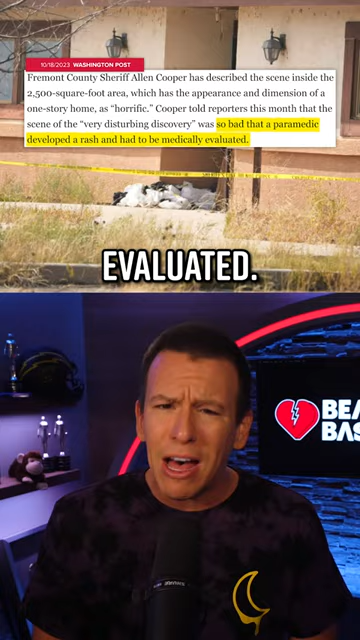 10/18/2023 WASHINGTON POST
Fremont County Sheriff Allen Cooper has described the scene inside the
2,500-square-foot area, which has the appearance and dimension of a
one-story home, as “horrific.” Cooper told reporters this month that the
scene of the “very disturbing discovery” was so bad that a paramedic
developed a rash and had to be medically evaluated.
EVALUATED.
BEA
BAS